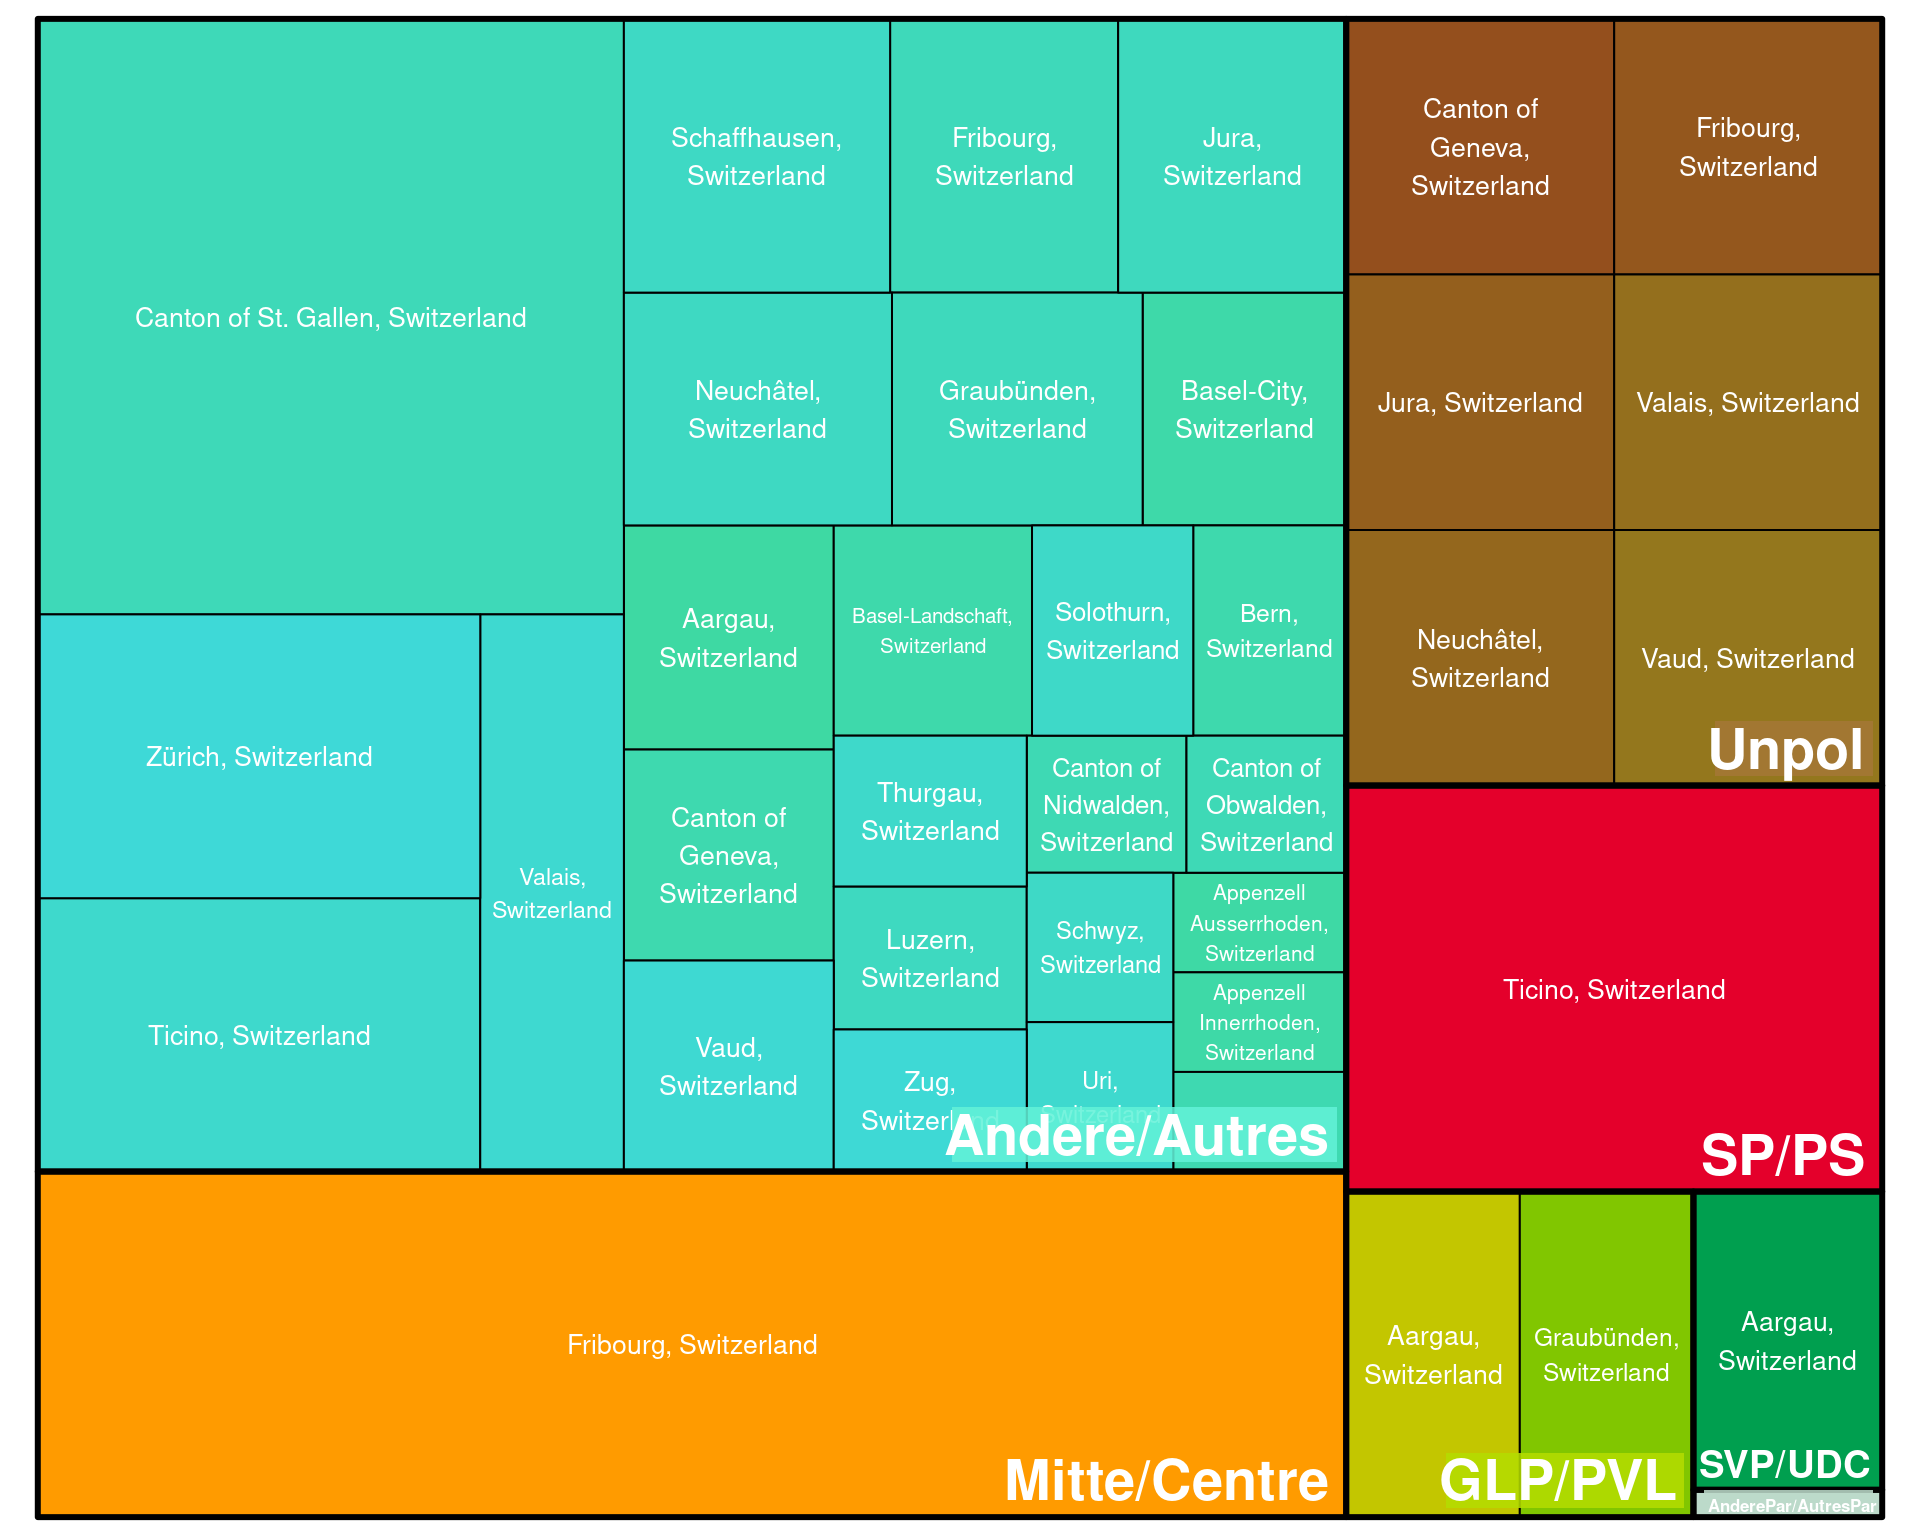 Canton of St. Gallen, Switzerland
Schaffhausen,
Switzerland
Fribourg,
Switzerland
Jura,
Switzerland
Neuchâtel,
Switzerland
Graubünden,
Switzerland
Basel-City,
Switzerland
Zürich, Switzerland
Ticino, Switzerland
Valais,
Switzerland
Aargau,
Switzerland
Basel-Landschaft,
Switzerland
Solothurn,
Switzerland
Bern,
Switzerland
Canton of
Geneva,
Switzerland
Vaud,
Switzerland
Thurgau,
Switzerland
Canton of
Nidwalden,
Switzerland
Canton of
Obwalden,
Switzerland
Luzern,
Switzerland
Schwyz,
Switzerland
Appenzell
Ausserrhoden,
Switzerland
Appenzell
Innerrhoden,
Switzerland
Zug,
Switzerland
Uri,
Switzerland
Andere/Autres
Canton of
Geneva,
Switzerland
Fribourg,
Switzerland
Jura, Switzerland
Valais, Switzerland
Neuchâtel,
Switzerland
Vaud, Switzerland
Unpol
Ticino, Switzerland
SP/PS
Fribourg, Switzerland
Mitte/Centre
Aargau,
Switzerland
Graubünden,
Switzerland
GLP/PVL
Aargau,
Switzerland
SVP/UDC
AnderePar/AutresPar